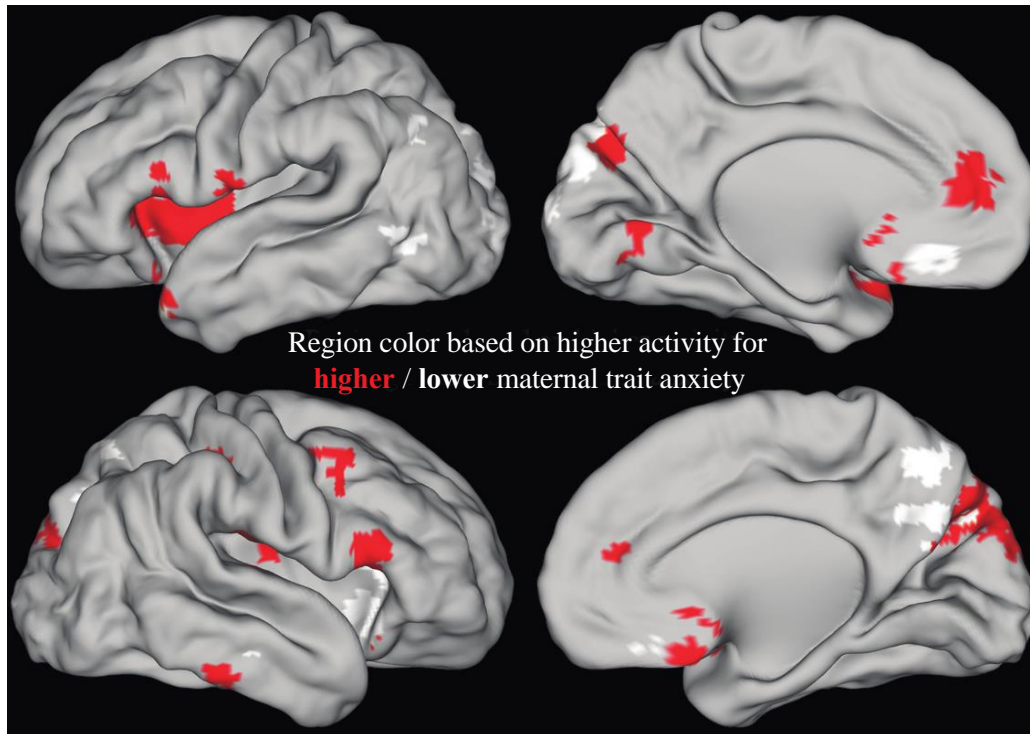 Region color based on higher activity for
higher / lower maternal trait anxiety